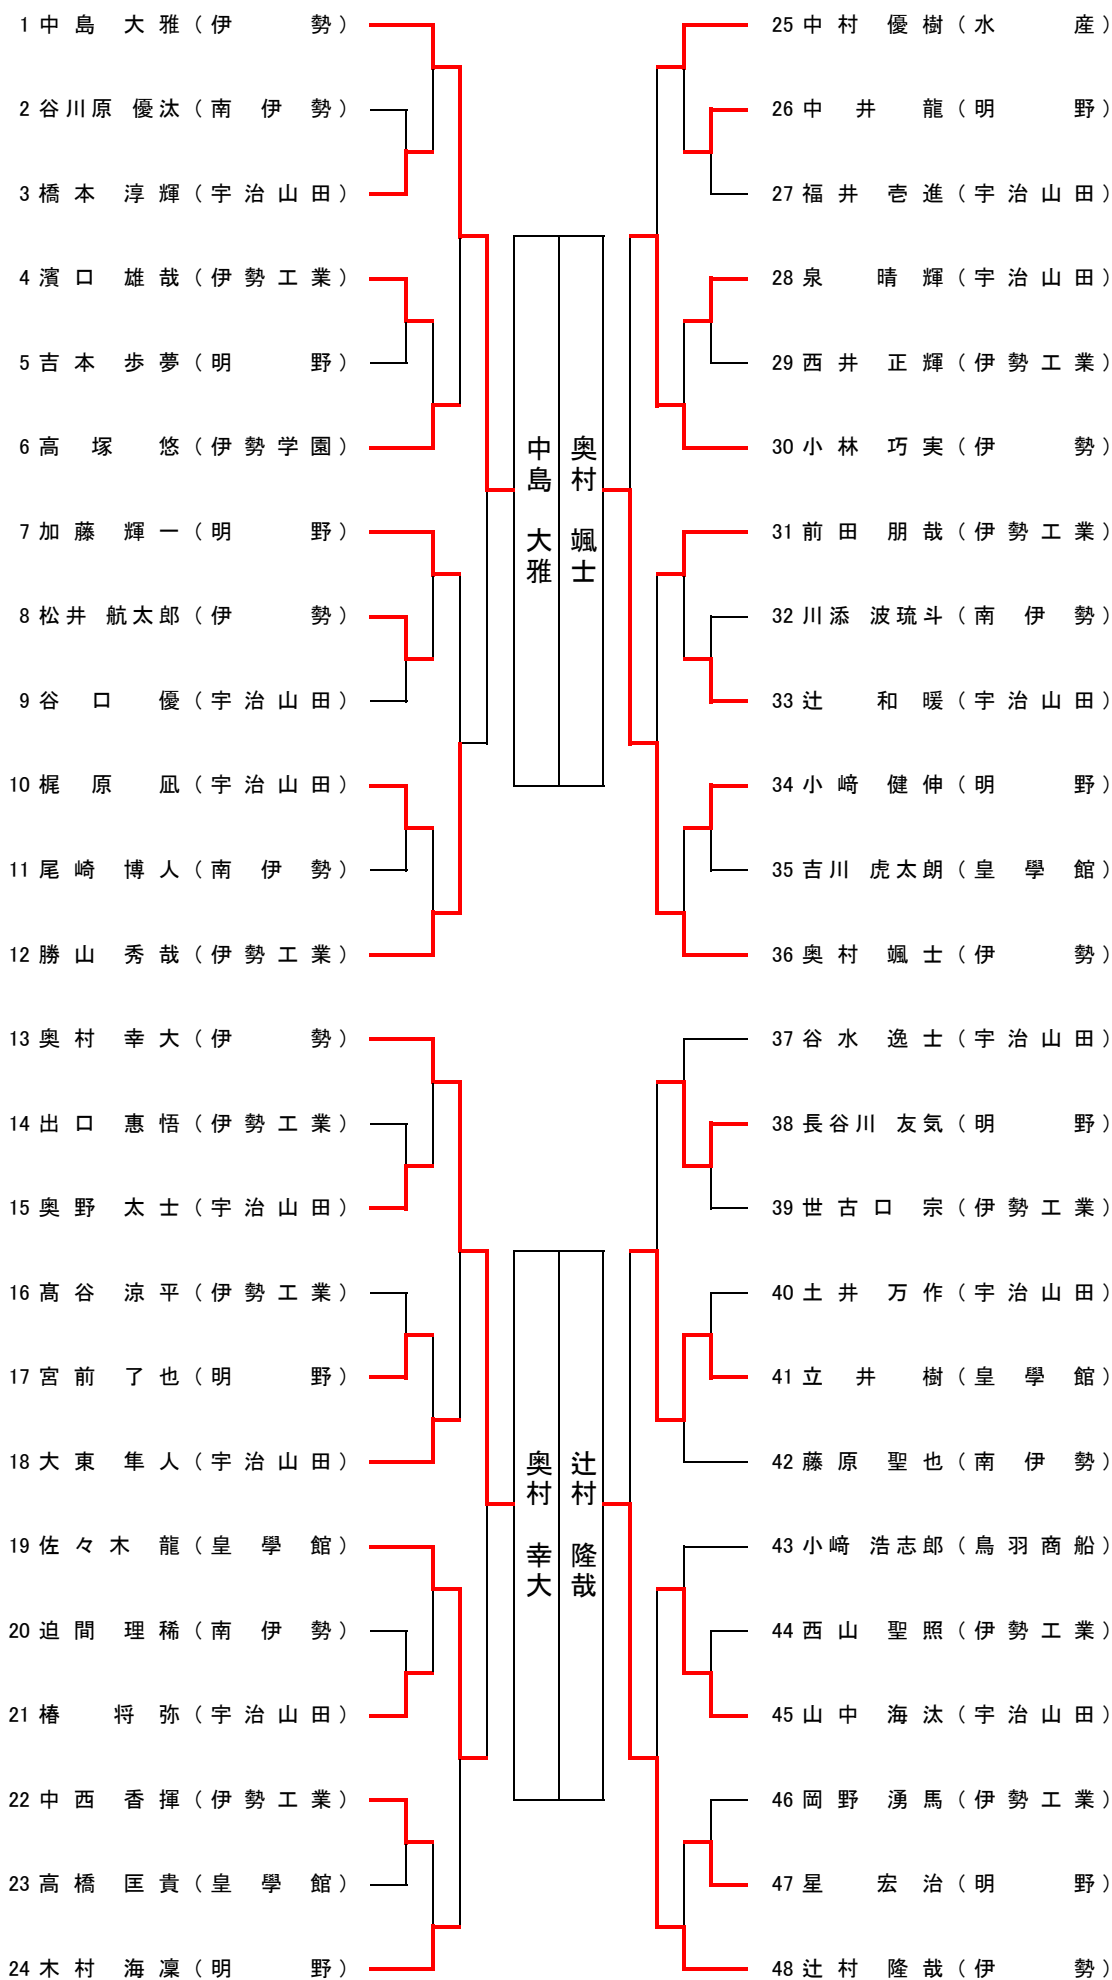 1 中島 大雅（伊勢）
2 谷川原 優汰（南伊勢）
3 橋本 淳輝（宇治山田）
4 濱口 雄哉（伊勢工業）
5 吉本 歩夢（明野）
6 高塚 悠（伊勢学園）
7 加藤 輝一（明野）
8 松井 航太郎（伊勢）
9 谷口 優（宇治山田）
10 梶原 凪（宇治山田）
11 尾崎 博人（南伊勢）
12 勝山 秀哉（伊勢工業）
13 奥村 幸大（伊勢）
14 出口 惠悟（伊勢工業）
15 奥野 太士（宇治山田）
16 髙谷 涼平（伊勢工業）
17 宮前 了也（明野）
18 大東 隼人（宇治山田）
19 佐々木 龍（皇學館）
20 迫間 理稀（南伊勢）
21 椿 将弥（宇治山田）
22 中西 香揮（伊勢工業）
23 高橋 匡貴（皇學館）
24 木村 海凜（明野）
中島 大雅
奥村 颯士
奥村 幸大
辻村 隆哉
25 中村 優樹（水産）
26 中井 龍（明野）
27 福井 壱進（宇治山田）
28 泉 晴輝（宇治山田）
29 西井 正輝（伊勢工業）
30 小林 巧実（伊勢）
31 前田 朋哉（伊勢工業）
32 川添 波琉斗（南伊勢）
33 辻 和暖（宇治山田）
34 小﨑 健伸（明野）
35 吉川 虎太朗（皇學館）
36 奥村 颯士（伊勢）
37 谷水 逸士（宇治山田）
38 長谷川 友気（明野）
39 世古口 宗（伊勢工業）
40 土井 万作（宇治山田）
41 立井 樹（皇學館）
42 藤原 聖也（南伊勢）
43 小﨑 浩志郎（鳥羽商船）
44 西山 聖照（伊勢工業）
45 山中 海汰（宇治山田）
46 岡野 湧馬（伊勢工業）
47 星 宏治（明野）
48 辻村 隆哉（伊勢）